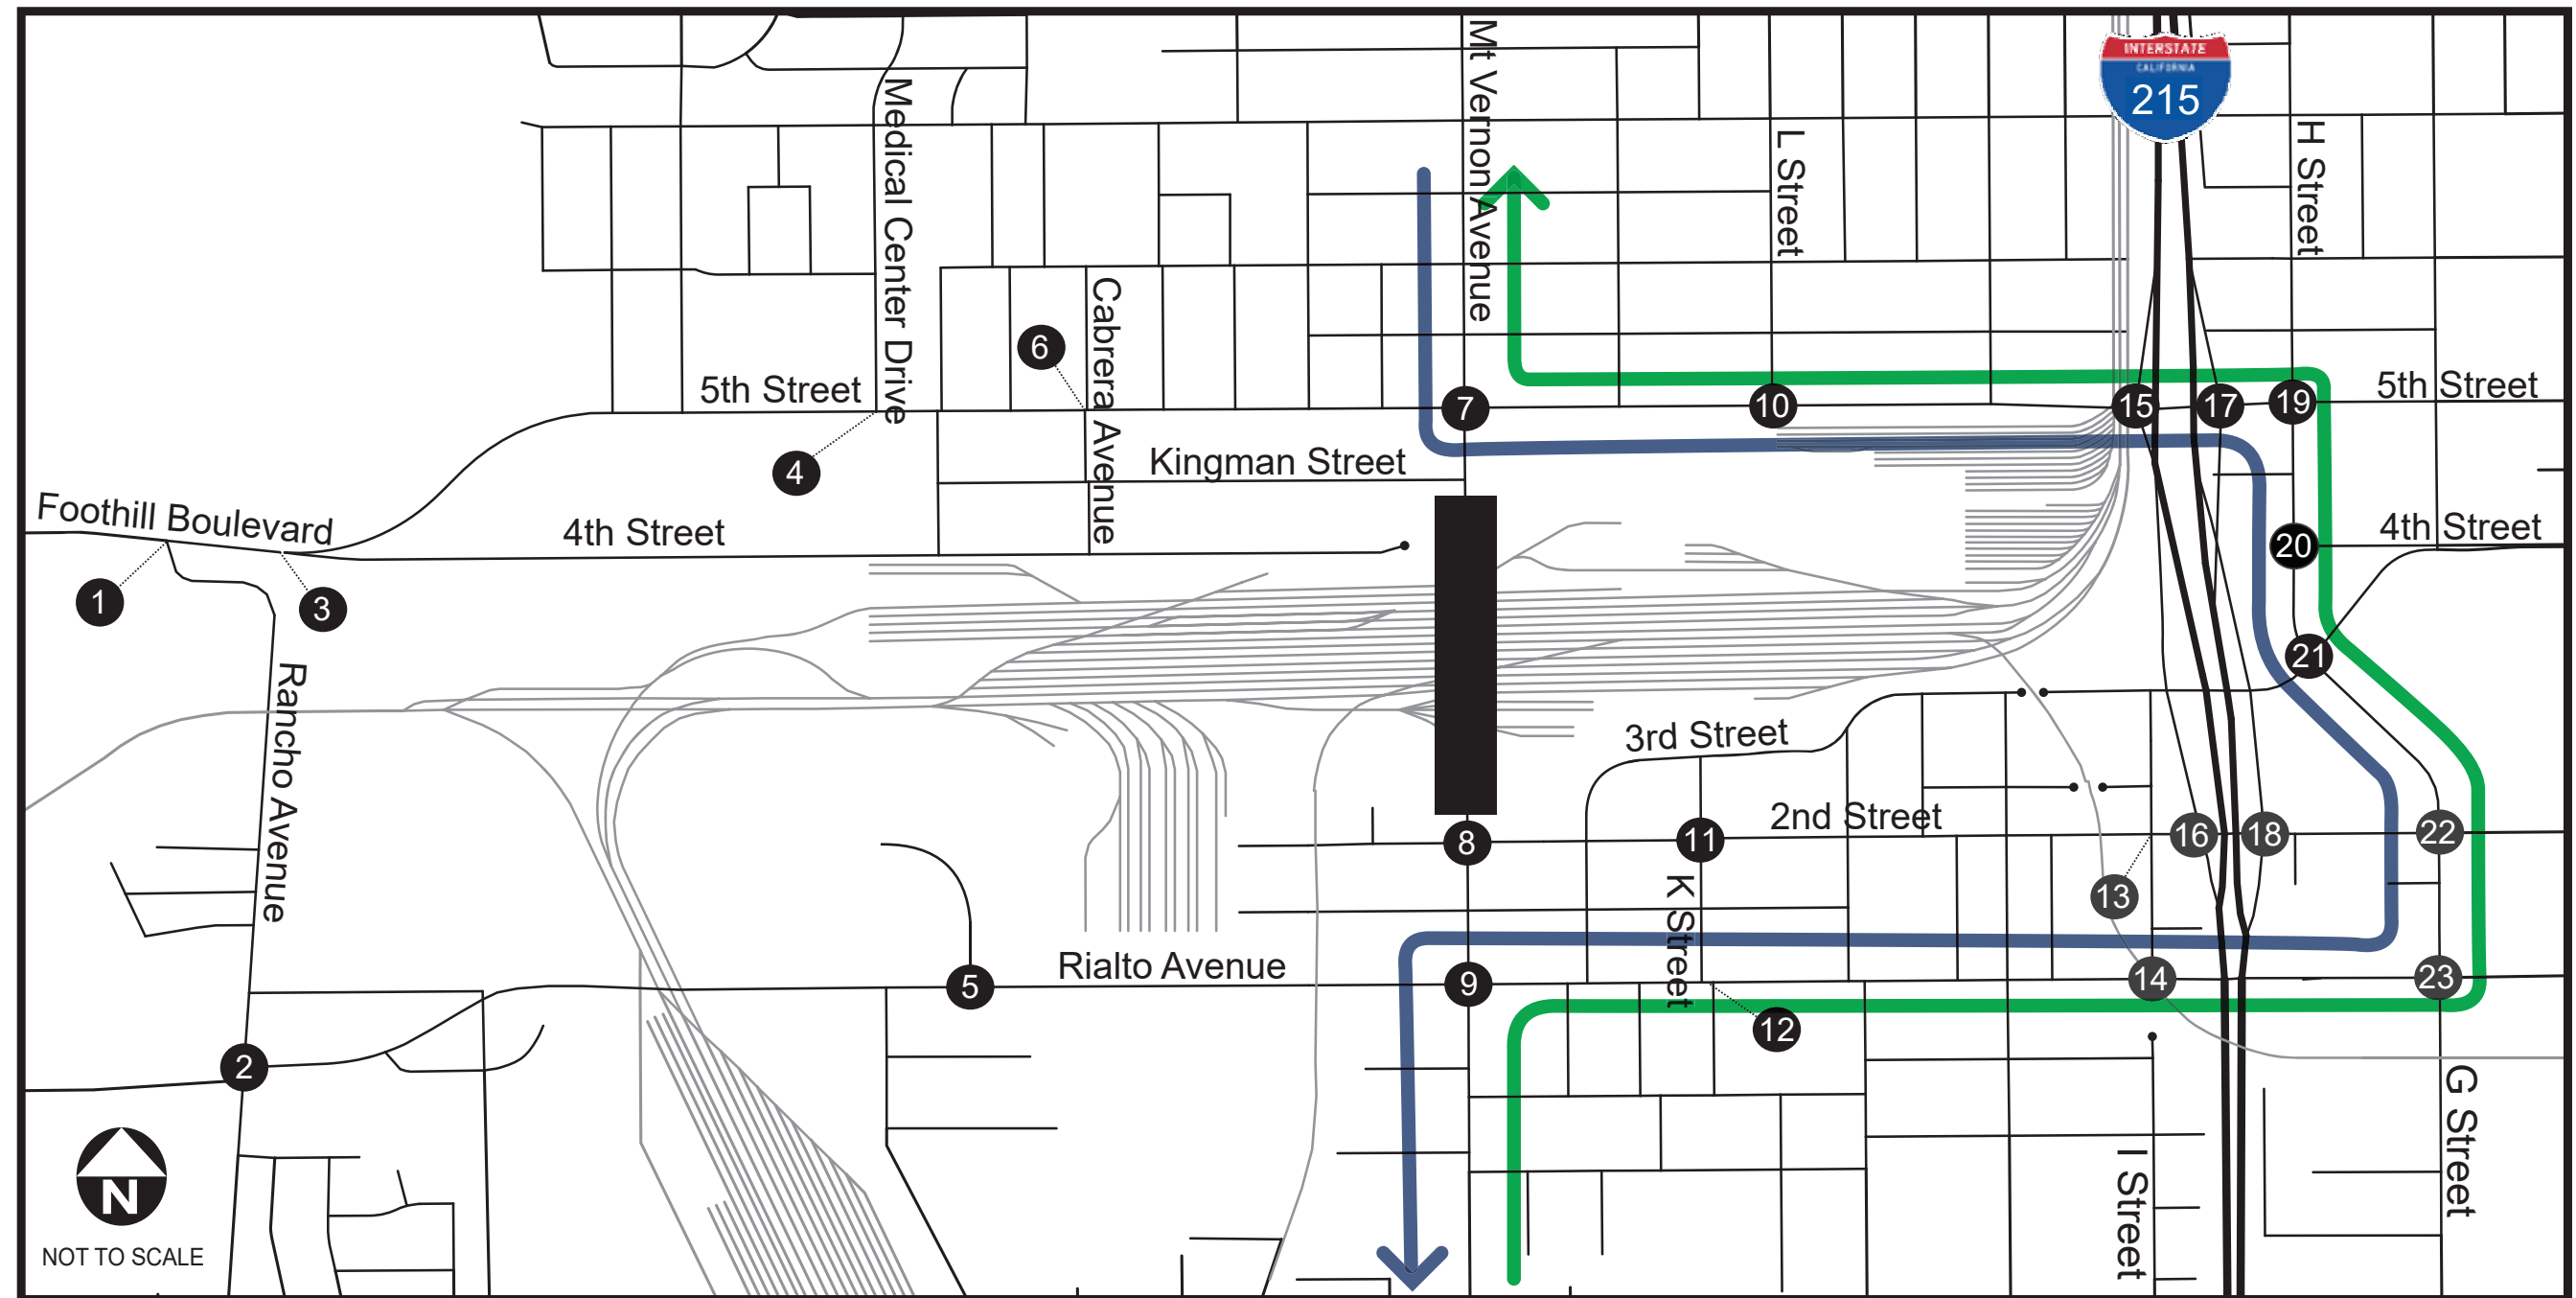 Mt Vernon Avenue
INTERSTATE
CALIFORNIA
215
Medical Center Drive
L Street
H Street
Cabrera Avenue
6
5th Street
7
10
15
17
19
5th Street
4
Kingman Street
Foothill Boulevard
4th Street
20
4th Street
1
3
21
Rancho Avenue
3rd Street
2nd Street
8
11
16
18
22
13
K Street
Rialto Avenue
5
9
14
23
12
2
G Street
I Street
N
NOT TO SCALE